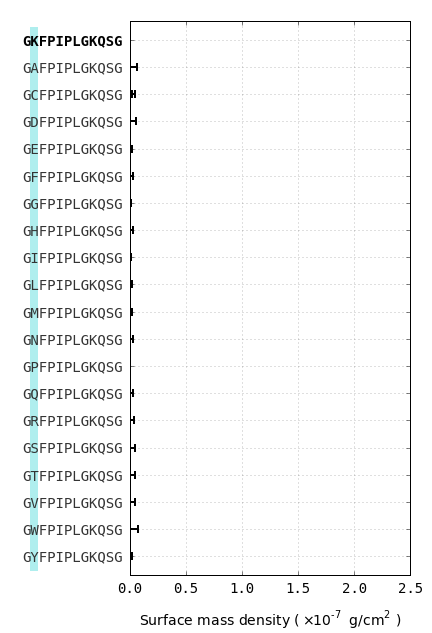 GKFPIPLGKQSG
GAFPIPLGKQSG
GCFPIPLGKQSG
GDFPIPLGKQSG
GEFPIPLGKQSG
GFFPIPLGKQSG
GGFPIPLGKQSG
GHFPIPLGKQSG
GIFPIPLGKQSG
GLFPIPLGKQSG
GMFPIPLGKQSG
GNFPIPLGKQSG
GPFPIPLGKQSG
GQFPIPLGKQSG
GRFPIPLGKQSG
GSFPIPLGKQSG
GTFPIPLGKQSG
GVFPIPLGKQSG
GWFPIPLGKQSG
GYFPIPLGKQSG
0.0 0.5 1.0 1.5 2.0 2.5
Surface mass density ( ×10⁻⁷ g/cm² )